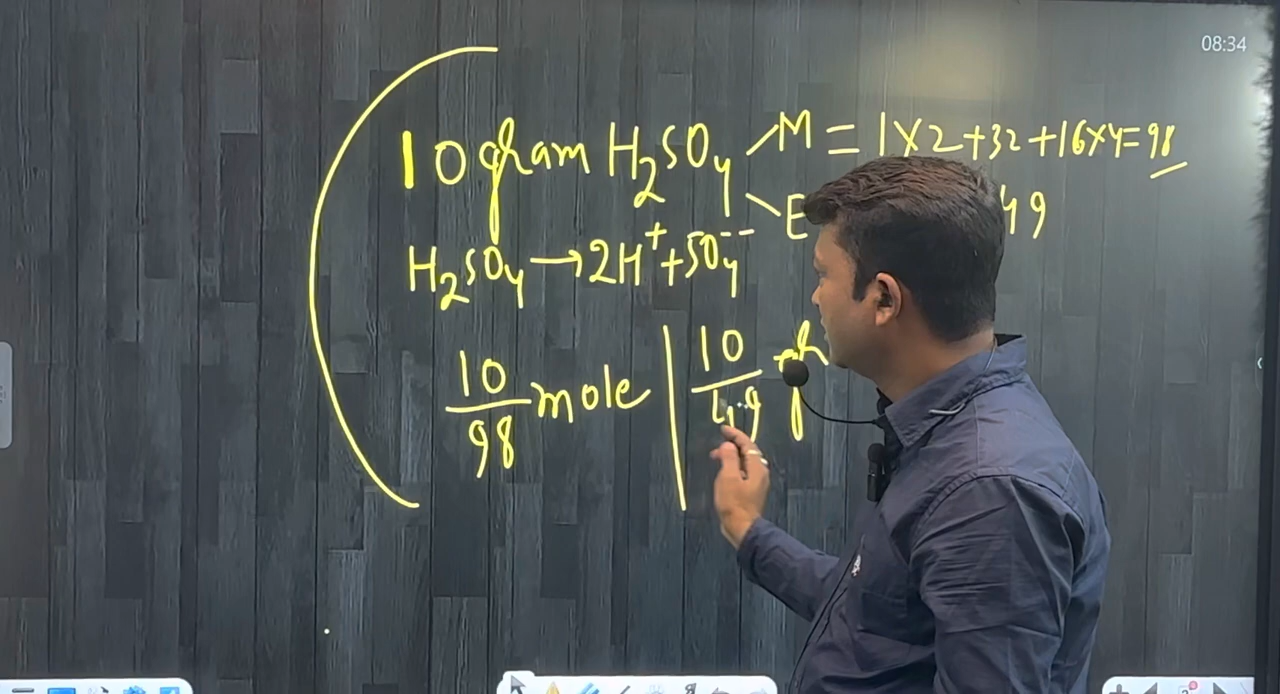 08:34
10 gram H₂SO₄ M = 1×2+32+16×4=98
E 49
H₂SO₄ → 2H⁺ + SO₄⁻⁻
10/98 mole | 10/49